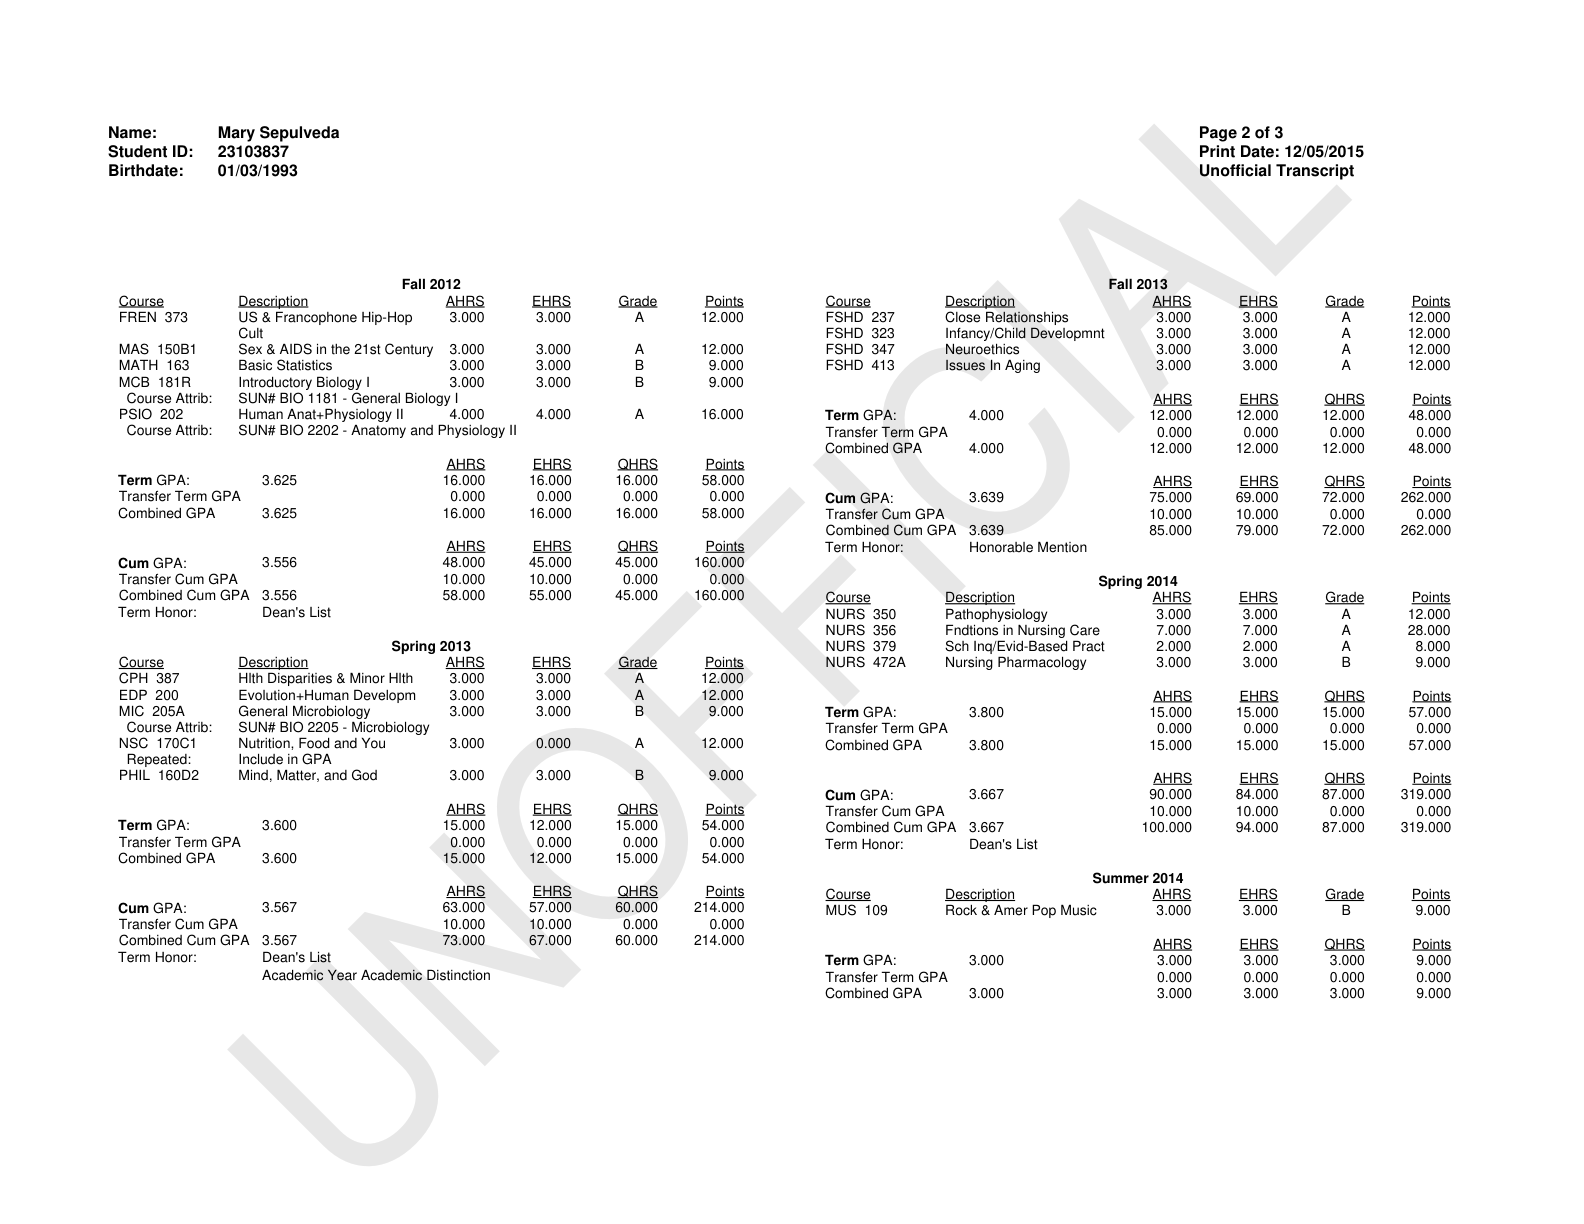 Name: Mary Sepulveda
Student ID: 23103837
Birthdate: 01/03/1993
Page 2 of 3
Print Date: 12/05/2015
Unofficial Transcript
Fall 2012
Course Description AHRS EHRS Grade Points
FREN 373 US & Francophone Hip-Hop 3.000 3.000 A 12.000
Cult
MAS 150B1 Sex & AIDS in the 21st Century 3.000 3.000 A 12.000
MATH 163 Basic Statistics 3.000 3.000 B 9.000
MCB 181R Introductory Biology I 3.000 3.000 B 9.000
Course Attrib: SUN# BIO 1181 - General Biology I
PSIO 202 Human Anat+Physiology II 4.000 4.000 A 16.000
Course Attrib: SUN# BIO 2202 - Anatomy and Physiology II
AHRS EHRS QHRS Points
Term GPA: 3.625 16.000 16.000 16.000 58.000
Transfer Term GPA 0.000 0.000 0.000 0.000
Combined GPA 3.625 16.000 16.000 16.000 58.000
AHRS EHRS QHRS Points
Cum GPA: 3.556 48.000 45.000 45.000 160.000
Transfer Cum GPA 10.000 10.000 0.000 0.000
Combined Cum GPA 3.556 58.000 55.000 45.000 160.000
Term Honor: Dean's List
Spring 2013
Course Description AHRS EHRS Grade Points
CPH 387 Hlth Disparities & Minor Hlth 3.000 3.000 A 12.000
EDP 200 Evolution+Human Developm 3.000 3.000 A 12.000
MIC 205A General Microbiology 3.000 3.000 B 9.000
Course Attrib: SUN# BIO 2205 - Microbiology
NSC 170C1 Nutrition, Food and You 3.000 0.000 A 12.000
Repeated: Include in GPA
PHIL 160D2 Mind, Matter, and God 3.000 3.000 B 9.000
AHRS EHRS QHRS Points
Term GPA: 3.600 15.000 12.000 15.000 54.000
Transfer Term GPA 0.000 0.000 0.000 0.000
Combined GPA 3.600 15.000 12.000 15.000 54.000
AHRS EHRS QHRS Points
Cum GPA: 3.567 63.000 57.000 60.000 214.000
Transfer Cum GPA 10.000 10.000 0.000 0.000
Combined Cum GPA 3.567 73.000 67.000 60.000 214.000
Term Honor: Dean's List
Academic Year Academic Distinction
Fall 2013
Course Description AHRS EHRS Grade Points
FSHD 237 Close Relationships 3.000 3.000 A 12.000
FSHD 323 Infancy/Child Developmnt 3.000 3.000 A 12.000
FSHD 347 Neuroethics 3.000 3.000 A 12.000
FSHD 413 Issues In Aging 3.000 3.000 A 12.000
AHRS EHRS QHRS Points
Term GPA: 4.000 12.000 12.000 12.000 48.000
Transfer Term GPA 0.000 0.000 0.000 0.000
Combined GPA 4.000 12.000 12.000 12.000 48.000
AHRS EHRS QHRS Points
Cum GPA: 3.639 75.000 69.000 72.000 262.000
Transfer Cum GPA 10.000 10.000 0.000 0.000
Combined Cum GPA 3.639 85.000 79.000 72.000 262.000
Term Honor: Honorable Mention
Spring 2014
Course Description AHRS EHRS Grade Points
NURS 350 Pathophysiology 3.000 3.000 A 12.000
NURS 356 Fndtions in Nursing Care 7.000 7.000 A 28.000
NURS 379 Sch Inq/Evid-Based Pract 2.000 2.000 A 8.000
NURS 472A Nursing Pharmacology 3.000 3.000 B 9.000
AHRS EHRS QHRS Points
Term GPA: 3.800 15.000 15.000 15.000 57.000
Transfer Term GPA 0.000 0.000 0.000 0.000
Combined GPA 3.800 15.000 15.000 15.000 57.000
AHRS EHRS QHRS Points
Cum GPA: 3.667 90.000 84.000 87.000 319.000
Transfer Cum GPA 10.000 10.000 0.000 0.000
Combined Cum GPA 3.667 100.000 94.000 87.000 319.000
Term Honor: Dean's List
Summer 2014
Course Description AHRS EHRS Grade Points
MUS 109 Rock & Amer Pop Music 3.000 3.000 B 9.000
AHRS EHRS QHRS Points
Term GPA: 3.000 3.000 3.000 3.000 9.000
Transfer Term GPA 0.000 0.000 0.000 0.000
Combined GPA 3.000 3.000 3.000 3.000 9.000
UNOFFICIAL